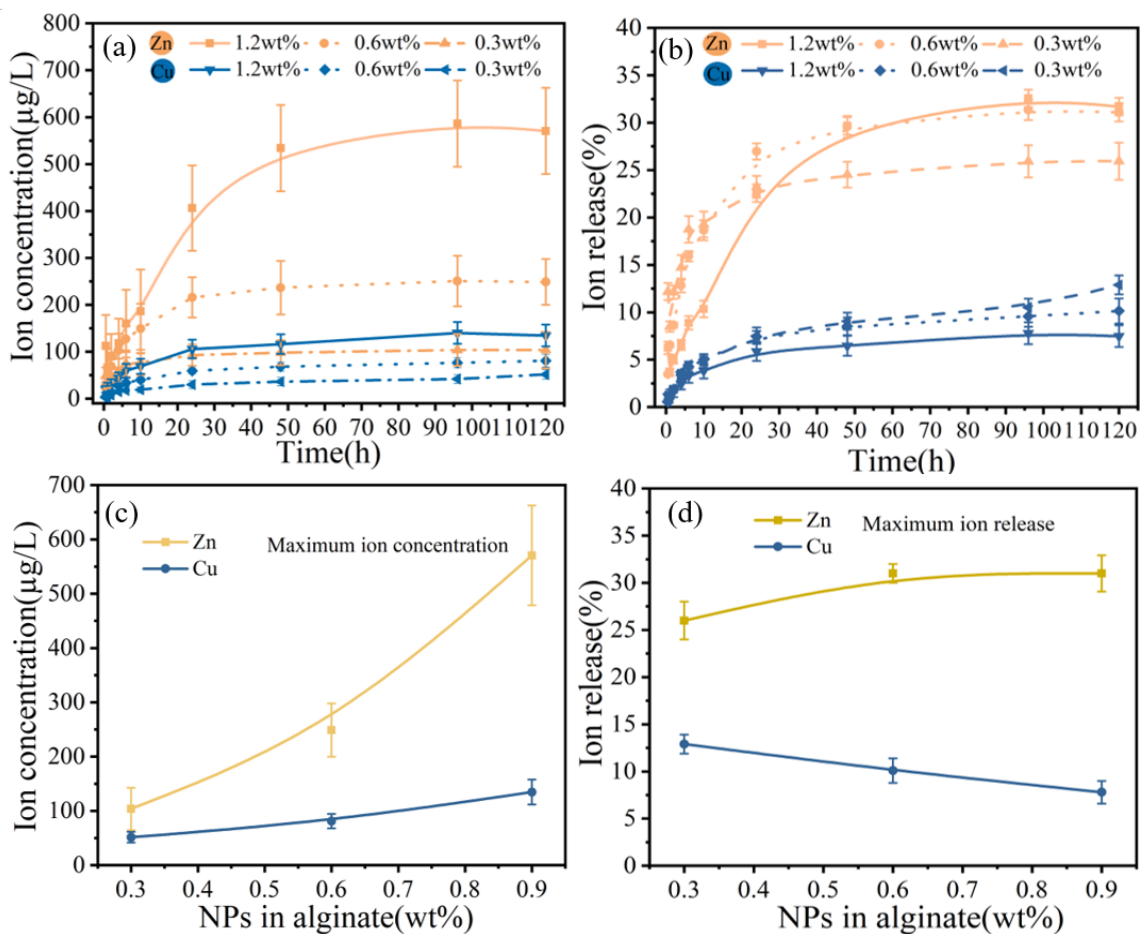 (a)
Zn 1.2wt% 0.6wt% 0.3wt%
Cu 1.2wt% 0.6wt% 0.3wt%
800
700
600
500
400
300
200
100
0
Ion concentration(μg/L)
0 10 20 30 40 50 60 70 80 90 100 110 120
Time(h)
(b)
Zn 1.2wt% 0.6wt% 0.3wt%
Cu 1.2wt% 0.6wt% 0.3wt%
40
35
30
25
20
15
10
5
0
Ion release(%)
0 10 20 30 40 50 60 70 80 90 100 110 120
Time(h)
(c)
Zn
Cu
Maximum ion concentration
700
600
500
400
300
200
100
0
Ion concentration(μg/L)
0.3 0.4 0.5 0.6 0.7 0.8 0.9
NPs in alginate(wt%)
(d)
Zn
Cu
Maximum ion release
40
35
30
25
20
15
10
5
0
Ion release(%)
0.3 0.4 0.5 0.6 0.7 0.8 0.9
NPs in alginate(wt%)